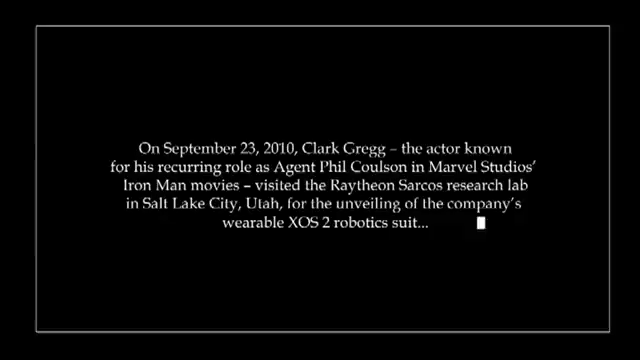 On September 23, 2010, Clark Gregg – the actor known
for his recurring role as Agent Phil Coulson in Marvel Studios’
Iron Man movies – visited the Raytheon Sarcos research lab
in Salt Lake City, Utah, for the unveiling of the company’s
wearable XOS 2 robotics suit...